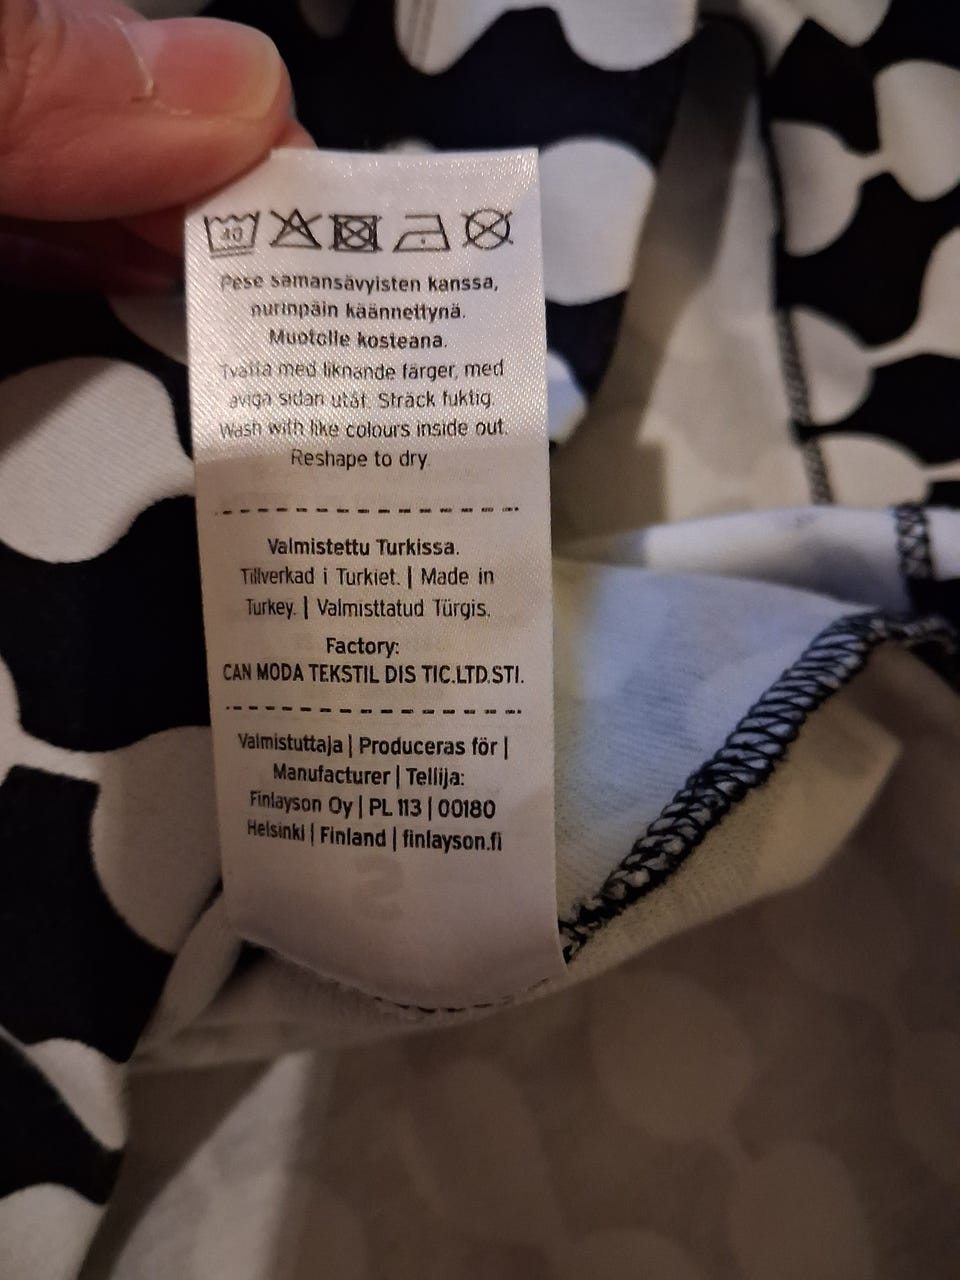 40
Pese samansävyisten kanssa,
nurinpäin käännettynä.
Muotoile kosteana.
Tvätta med liknande färger, med
aviga sidan utåt. Sträck fuktig.
Wash with like colours inside out.
Reshape to dry.
Valmistettu Turkissa.
Tillverkad i Turkiet. | Made in
Turkey. | Valmisttatud Türgis.
Factory:
CAN MODA TEKSTIL DIS TIC.LTD.STI.
Valmistuttaja | Produceras för |
Manufacturer | Tellija:
Finlayson Oy | PL 113 | 00180
Helsinki | Finland | finlayson.fi